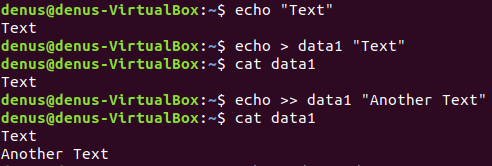 denus@denus-VirtualBox:~$ echo "Text"
Text
denus@denus-VirtualBox:~$ echo > data1 "Text"
denus@denus-VirtualBox:~$ cat data1
Text
denus@denus-VirtualBox:~$ echo >> data1 "Another Text"
denus@denus-VirtualBox:~$ cat data1
Text
Another Text